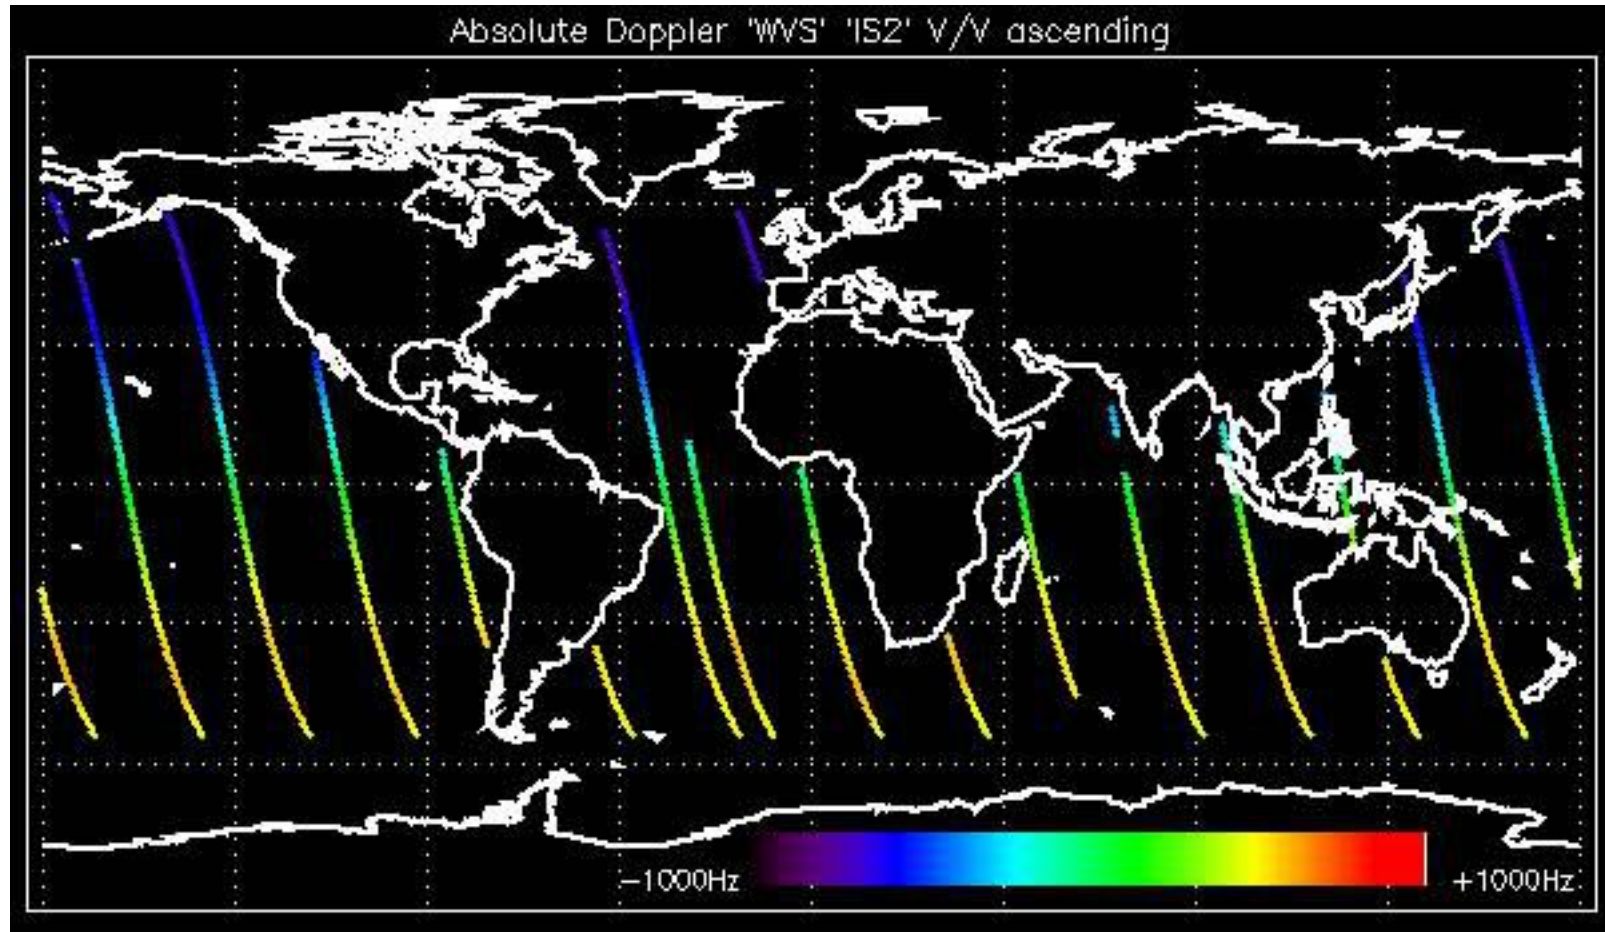 Absolute Doppler 'WVS' 'IS2' V/V ascending
−1000Hz +1000Hz